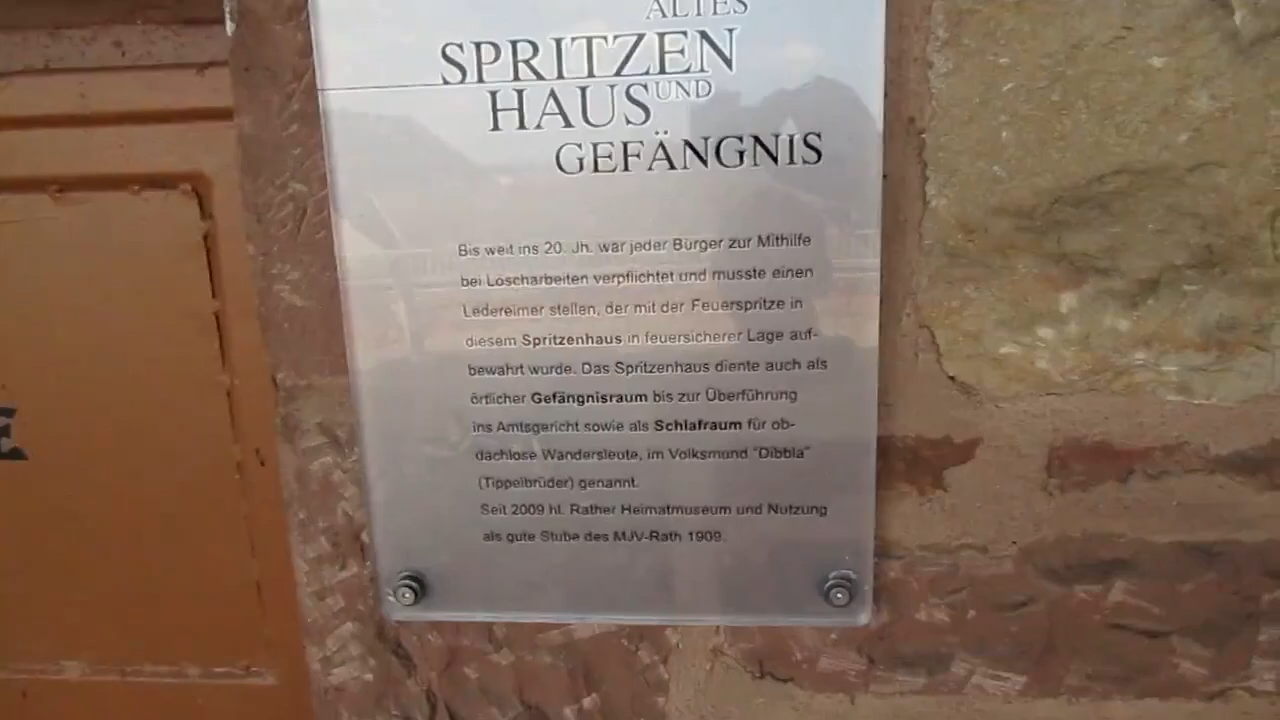 ALTES
SPRITZEN
HAUS UND
GEFÄNGNIS
Bis weit ins 20. Jh. war jeder Bürger zur Mithilfe
bei Löscharbeiten verpflichtet und musste einen
Ledereimer stellen, der mit der Feuerspritze in
diesem Spritzenhaus in feuersicherer Lage auf-
bewahrt wurde. Das Spritzenhaus diente auch als
örtlicher Gefängnisraum bis zur Überführung
ins Amtsgericht sowie als Schlafraum für ob-
dachlose Wandersleute, im Volksmund "Dibbla"
(Tippelbrüder) genannt.
Seit 2009 hl. Rather Heimatmuseum und Nutzung
als gute Stube des MJV-Rath 1909.
E